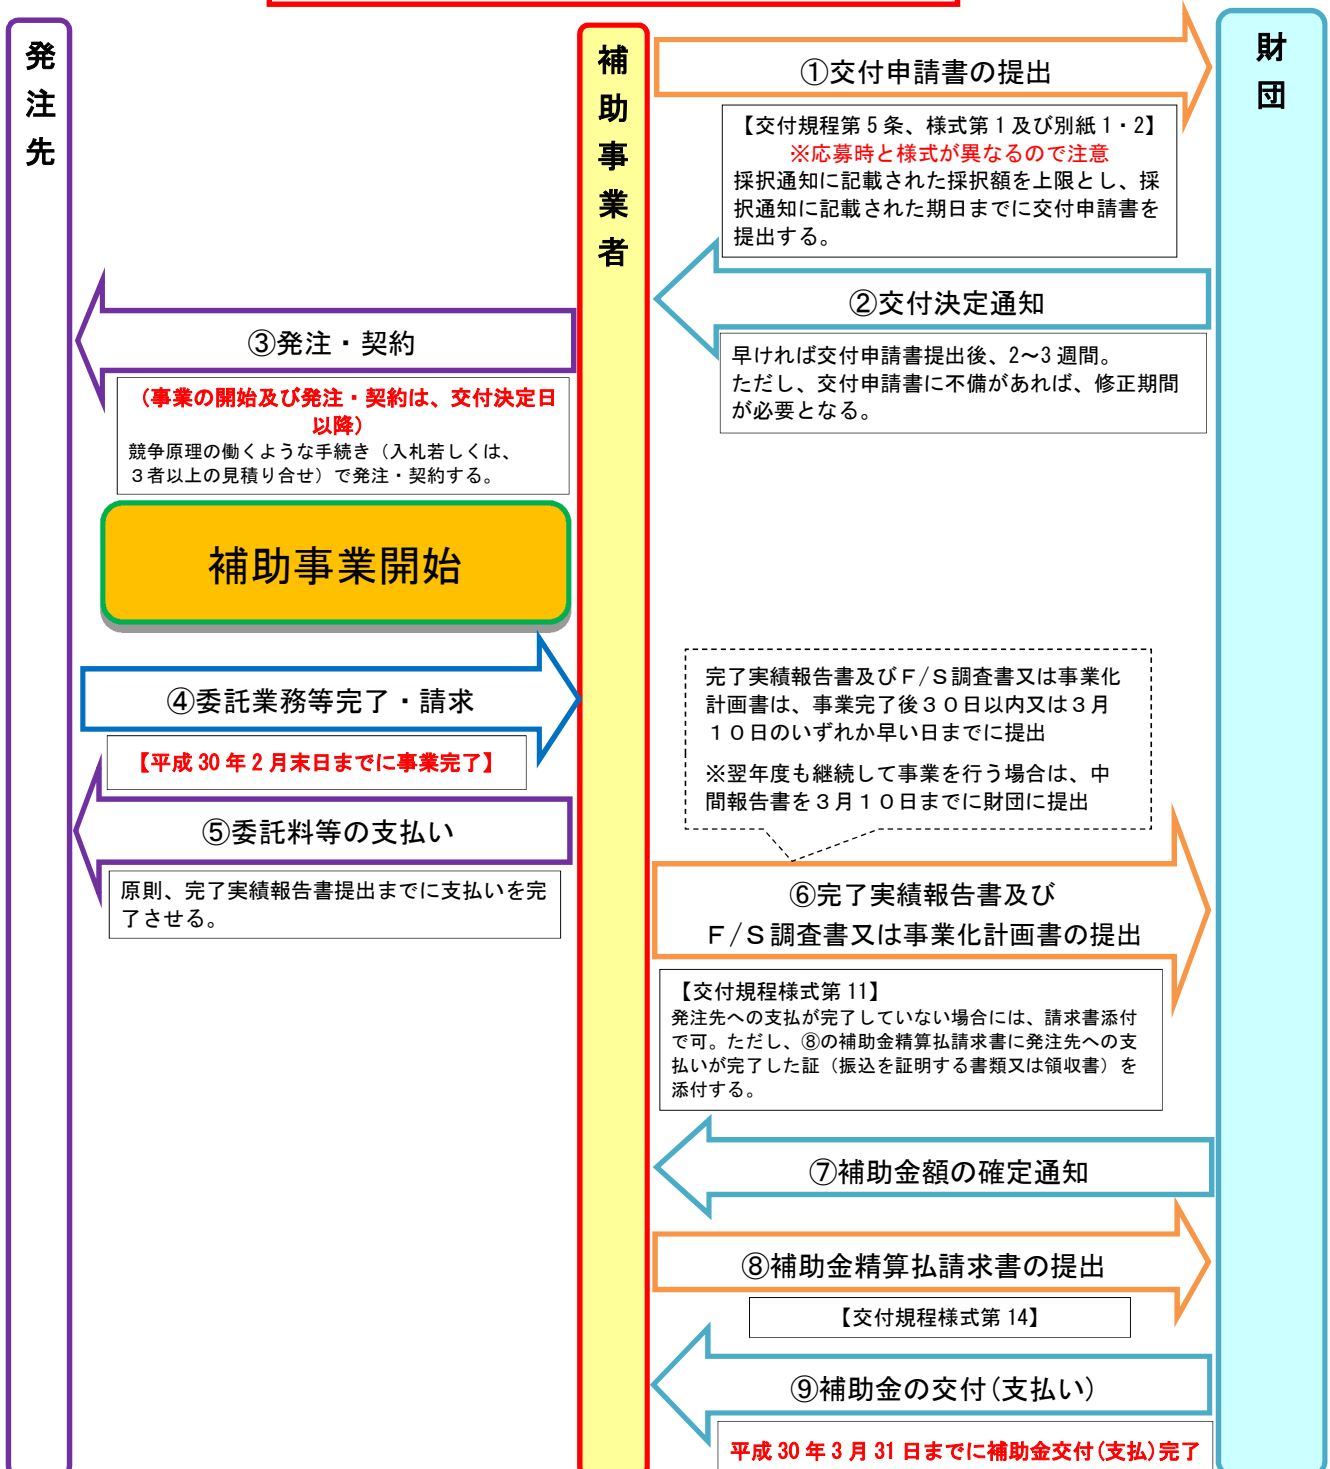 発注先
補助事業者
財団
①交付申請書の提出
【交付規程第5条、様式第1及び別紙1・2】
※応募時と様式が異なるので注意
採択通知に記載された採択額を上限とし、採
択通知に記載された期日までに交付申請書を
提出する。
②交付決定通知
早ければ交付申請書提出後、2～3週間。
ただし、交付申請書に不備があれば、修正期間
が必要となる。
③発注・契約
（事業の開始及び発注・契約は、交付決定日
以降）
競争原理の働くような手続き（入札若しくは、
３者以上の見積り合せ）で発注・契約する。
補助事業開始
④委託業務等完了・請求
【平成30年2月末日までに事業完了】
⑤委託料等の支払い
原則、完了実績報告書提出までに支払いを完
了させる。
完了実績報告書及びＦ/Ｓ調査書又は事業化
計画書は、事業完了後３０日以内又は３月
１０日のいずれか早い日までに提出
※翌年度も継続して事業を行う場合は、中
間報告書を３月１０日までに財団に提出
⑥完了実績報告書及び
Ｆ/Ｓ調査書又は事業化計画書の提出
【交付規程様式第11】
発注先への支払が完了していない場合には、請求書添付
で可。ただし、⑧の補助金精算払請求書に発注先への支
払いが完了した証（振込を証明する書類又は領収書）を
添付する。
⑦補助金額の確定通知
⑧補助金精算払請求書の提出
【交付規程様式第14】
⑨補助金の交付(支払い)
平成30年3月31日までに補助金交付(支払)完了